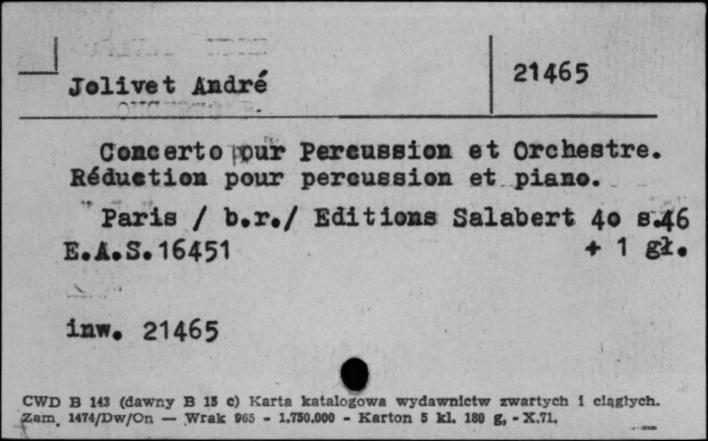 Jolivet André
21465
Concerto pour Percussion et Orchestre.
Réduction pour percussion et piano.
Paris / b.r./ Editions Salabert 4o s.46
E.A.S.16451 + 1 gł.
inw. 21465
CWD B 143 (dawny B 15 c) Karta katalogowa wydawnictw zwartych i ciągłych.
Zam. 1474/Dw/On — Wrak 965 - 1.750.000 - Karton 5 kl. 180 g, - X.71.